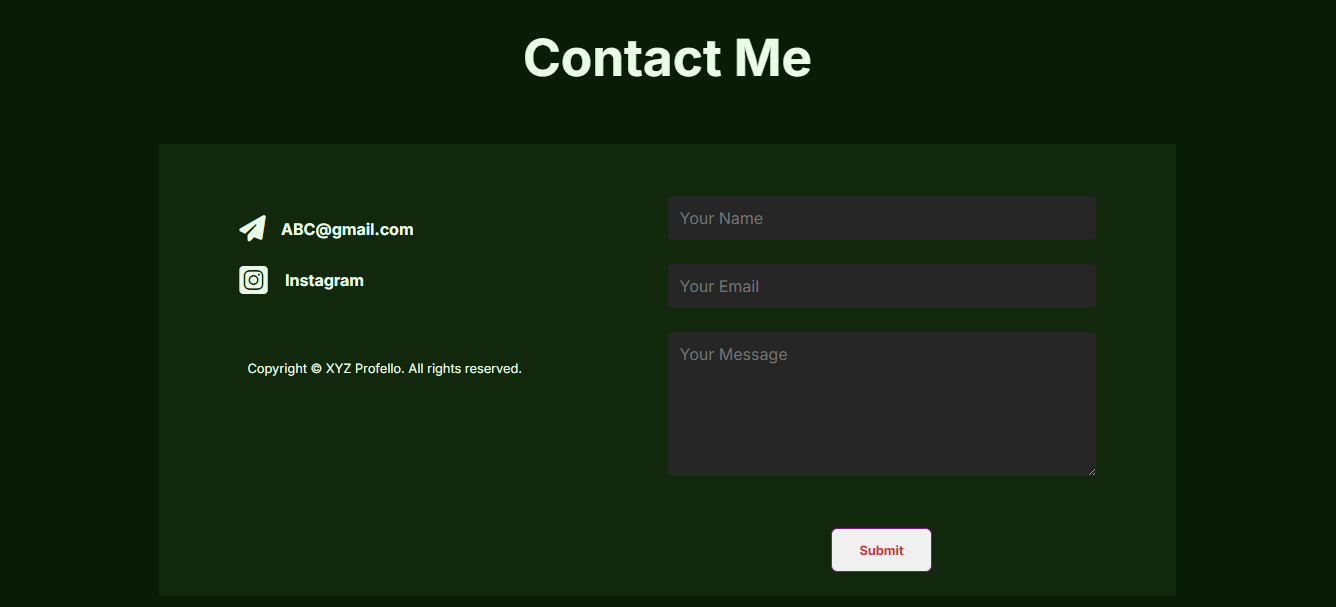 Contact Me
ABC@gmail.com
Instagram
Copyright © XYZ Profello. All rights reserved.
Your Name
Your Email
Your Message
Submit